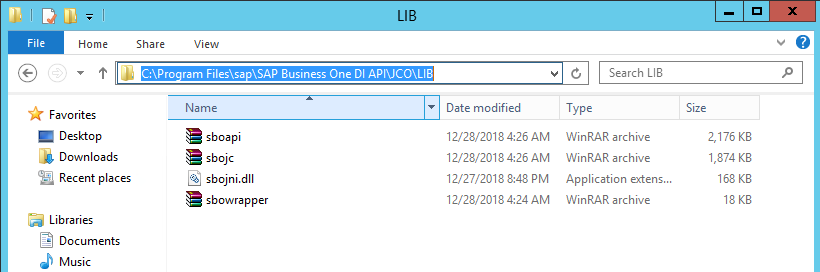 LIB
File Home Share View
C:\Program Files\sap\SAP Business One DI API\JCO\LIB Search LIB
Favorites
Desktop
Downloads
Recent places
Libraries
Documents
Music
Name Date modified Type Size
sboapi 12/28/2018 4:26 AM WinRAR archive 2,176 KB
sbojc 12/28/2018 4:26 AM WinRAR archive 1,874 KB
sbojni.dll 12/27/2018 8:48 PM Application extens... 168 KB
sbowrapper 12/28/2018 4:24 AM WinRAR archive 18 KB